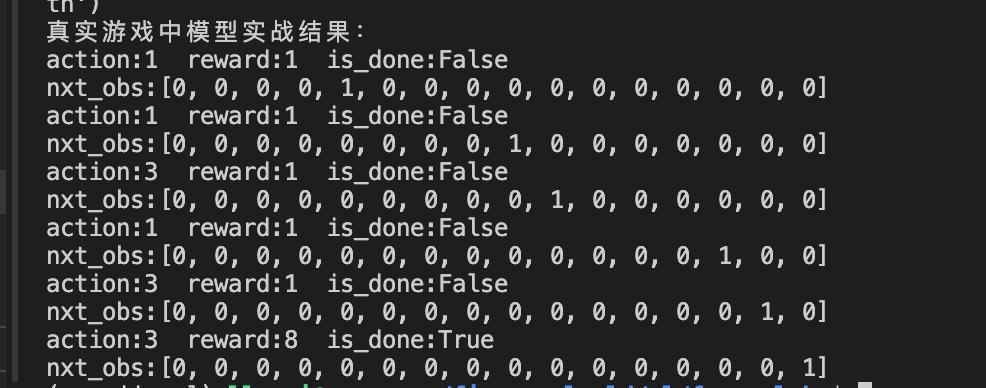 th')
真实游戏中模型实战结果：
action:1  reward:1  is_done:False
nxt_obs:[0, 0, 0, 0, 1, 0, 0, 0, 0, 0, 0, 0, 0, 0, 0, 0]
action:1  reward:1  is_done:False
nxt_obs:[0, 0, 0, 0, 0, 0, 0, 0, 1, 0, 0, 0, 0, 0, 0, 0]
action:3  reward:1  is_done:False
nxt_obs:[0, 0, 0, 0, 0, 0, 0, 0, 0, 1, 0, 0, 0, 0, 0, 0]
action:1  reward:1  is_done:False
nxt_obs:[0, 0, 0, 0, 0, 0, 0, 0, 0, 0, 0, 0, 0, 1, 0, 0]
action:3  reward:1  is_done:False
nxt_obs:[0, 0, 0, 0, 0, 0, 0, 0, 0, 0, 0, 0, 0, 0, 1, 0]
action:3  reward:8  is_done:True
nxt_obs:[0, 0, 0, 0, 0, 0, 0, 0, 0, 0, 0, 0, 0, 0, 0, 1]